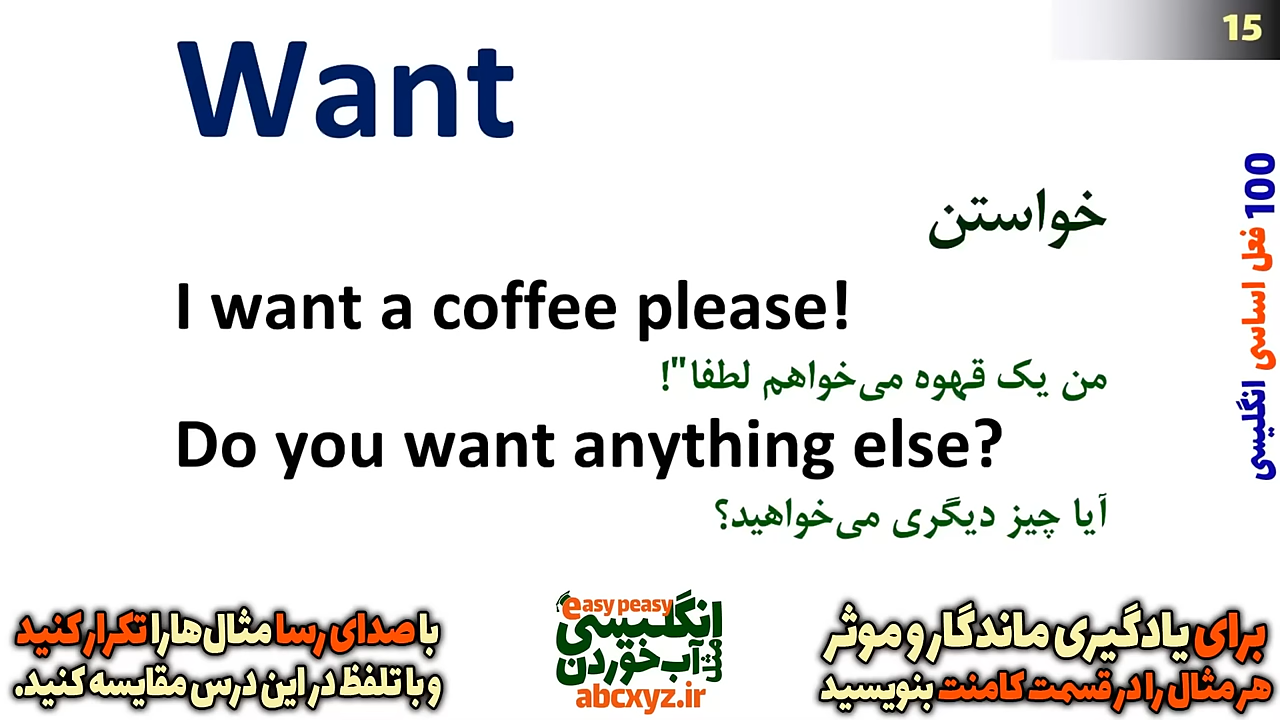 15
Want
خواستن
I want a coffee please!
من یک قهوه می‌خواهم لطفا"!
Do you want anything else?
آیا چیز دیگری می‌خواهید؟
100 فعل اساسی انگلیسی
برای یادگیری ماندگار و موثر
هر مثال را در قسمت کامنت بنویسید
easy peasy
انگلیسی
مثل آب خوردن
abcxyz.ir
با صدای رسا مثال‌ها را تکرار کنید
و با تلفظ در این درس مقایسه کنید.